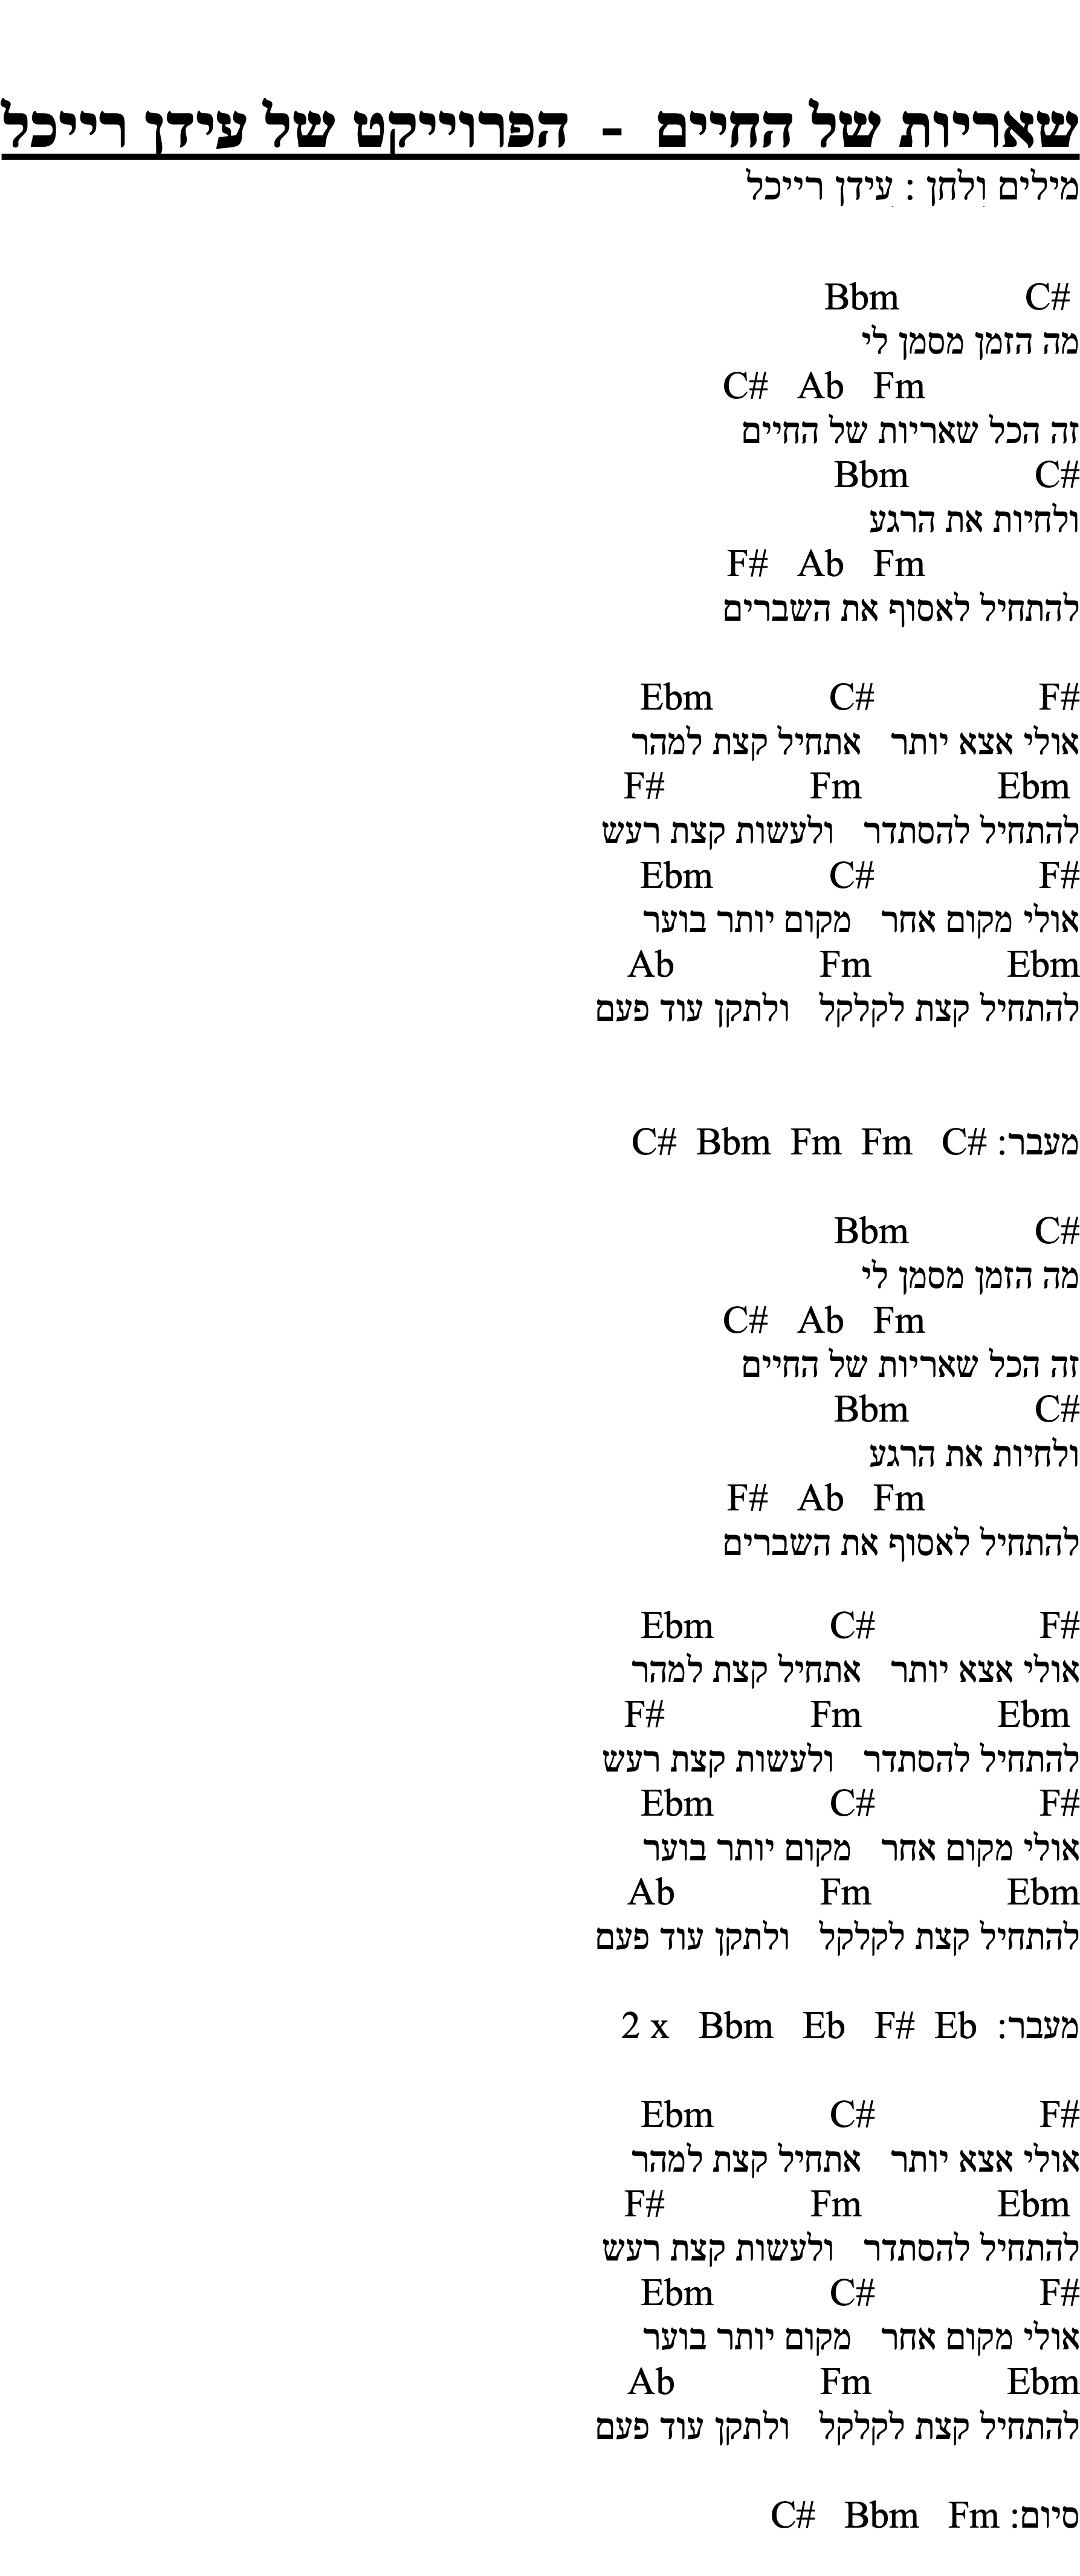 שאריות של החיים - הפרוייקט של עידן רייכל
מילים ולחן : עידן רייכל
Bbm C#
מה הזמן מסמן לי
C# Ab Fm
זה הכל שאריות של החיים
Bbm C#
ולחיות את הרגע
F# Ab Fm
להתחיל לאסוף את השברים
Ebm C# F#
אולי אצא יותר אתחיל קצת למהר
F# Fm Ebm
להתחיל להסתדר ולעשות קצת רעש
Ebm C# F#
אולי מקום אחר מקום יותר בוער
Ab Fm Ebm
להתחיל קצת לקלקל ולתקן עוד פעם
מעבר: C# Bbm Fm Fm C#
Bbm C#
מה הזמן מסמן לי
C# Ab Fm
זה הכל שאריות של החיים
Bbm C#
ולחיות את הרגע
F# Ab Fm
להתחיל לאסוף את השברים
Ebm C# F#
אולי אצא יותר אתחיל קצת למהר
F# Fm Ebm
להתחיל להסתדר ולעשות קצת רעש
Ebm C# F#
אולי מקום אחר מקום יותר בוער
Ab Fm Ebm
להתחיל קצת לקלקל ולתקן עוד פעם
מעבר: 2 x Bbm Eb F# Eb
Ebm C# F#
אולי אצא יותר אתחיל קצת למהר
F# Fm Ebm
להתחיל להסתדר ולעשות קצת רעש
Ebm C# F#
אולי מקום אחר מקום יותר בוער
Ab Fm Ebm
להתחיל קצת לקלקל ולתקן עוד פעם
סיום: C# Bbm Fm